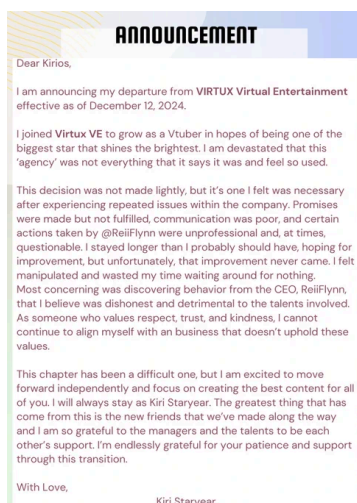 ANNOUNCEMENT
Dear Kirios,
I am announcing my departure from VIRTUX Virtual Entertainment
effective as of December 12, 2024.
I joined Virtux VE to grow as a Vtuber in hopes of being one of the
biggest star that shines the brightest. I am devastated that this
'agency' was not everything that it says it was and feel so used.
This decision was not made lightly, but it's one I felt was necessary
after experiencing repeated issues within the company. Promises
were made but not fulfilled, communication was poor, and certain
actions taken by @ReiiFlynn were unprofessional and, at times,
questionable. I stayed longer than I probably should have, hoping for
improvement, but unfortunately, that improvement never came. I felt
manipulated and wasted my time waiting around for nothing.
Most concerning was discovering behavior from the CEO, ReiiFlynn,
that I believe was dishonest and detrimental to the talents involved.
As someone who values respect, trust, and kindness, I cannot
continue to align myself with an business that doesn't uphold these
values.
This chapter has been a difficult one, but I am excited to move
forward independently and focus on creating the best content for all
of you. I will always stay as Kiri Staryear. The greatest thing that has
come from this is the new friends that we've made along the way
and I am so grateful to the managers and the talents to be each
other's support. I'm endlessly grateful for your patience and support
through this transition.
With Love,
Kiri Staryear